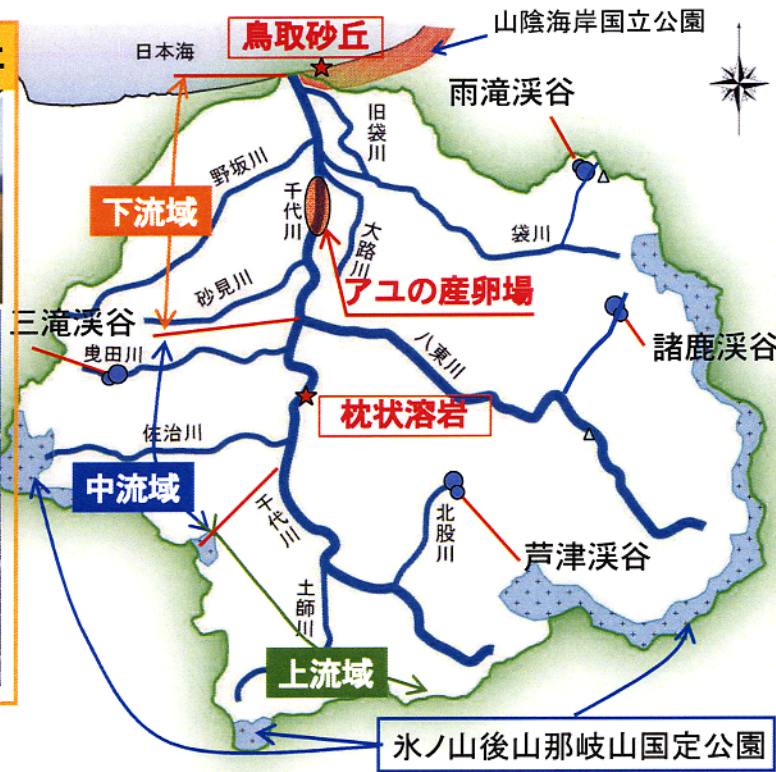 山陰海岸国立公園
日本海
鳥取砂丘
雨滝渓谷
旧袋川
野坂川
千代川
下流域
大路川
袋川
砂見川
アユの産卵場
三滝渓谷
曳田川
八東川
諸鹿渓谷
枕状溶岩
佐治川
中流域
千代川
北股川
芦津渓谷
土師川
上流域
氷ノ山後山那岐山国定公園